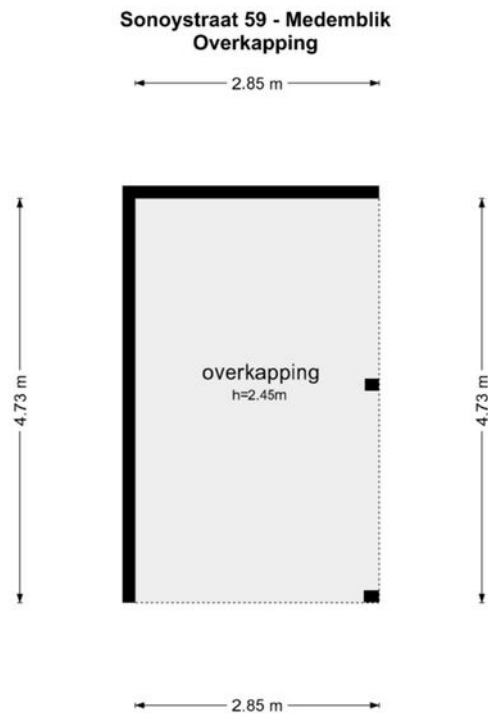 Sonoystraat 59 - Medemblik
Overkapping
2.85 m
4.73 m
overkapping
h=2.45m
4.73 m
2.85 m